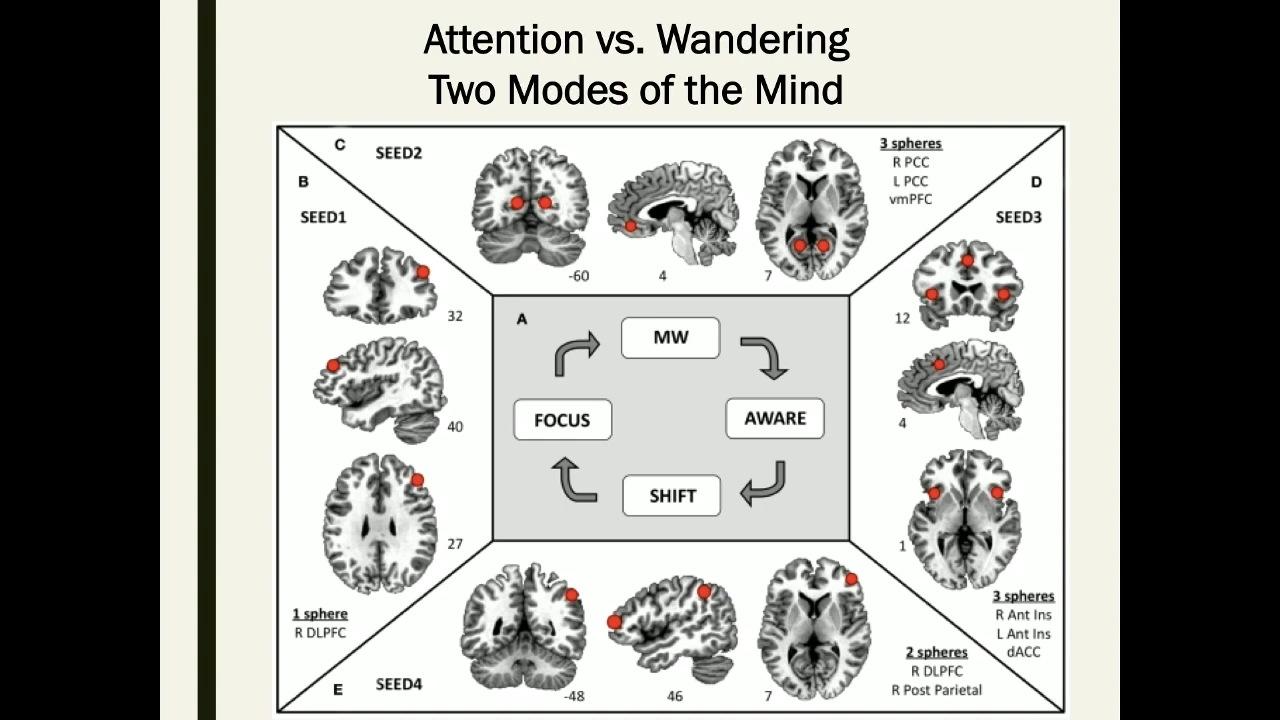 Attention vs. Wandering
Two Modes of the Mind
C
SEED2
3 spheres
R PCC
L PCC
vmPFC
-60
4
7
B
SEED1
32
40
27
1 sphere
R DLPFC
D
SEED3
12
4
1
3 spheres
R Ant Ins
L Ant Ins
dACC
A
MW
FOCUS
AWARE
SHIFT
E
SEED4
-48
46
7
2 spheres
R DLPFC
R Post Parietal